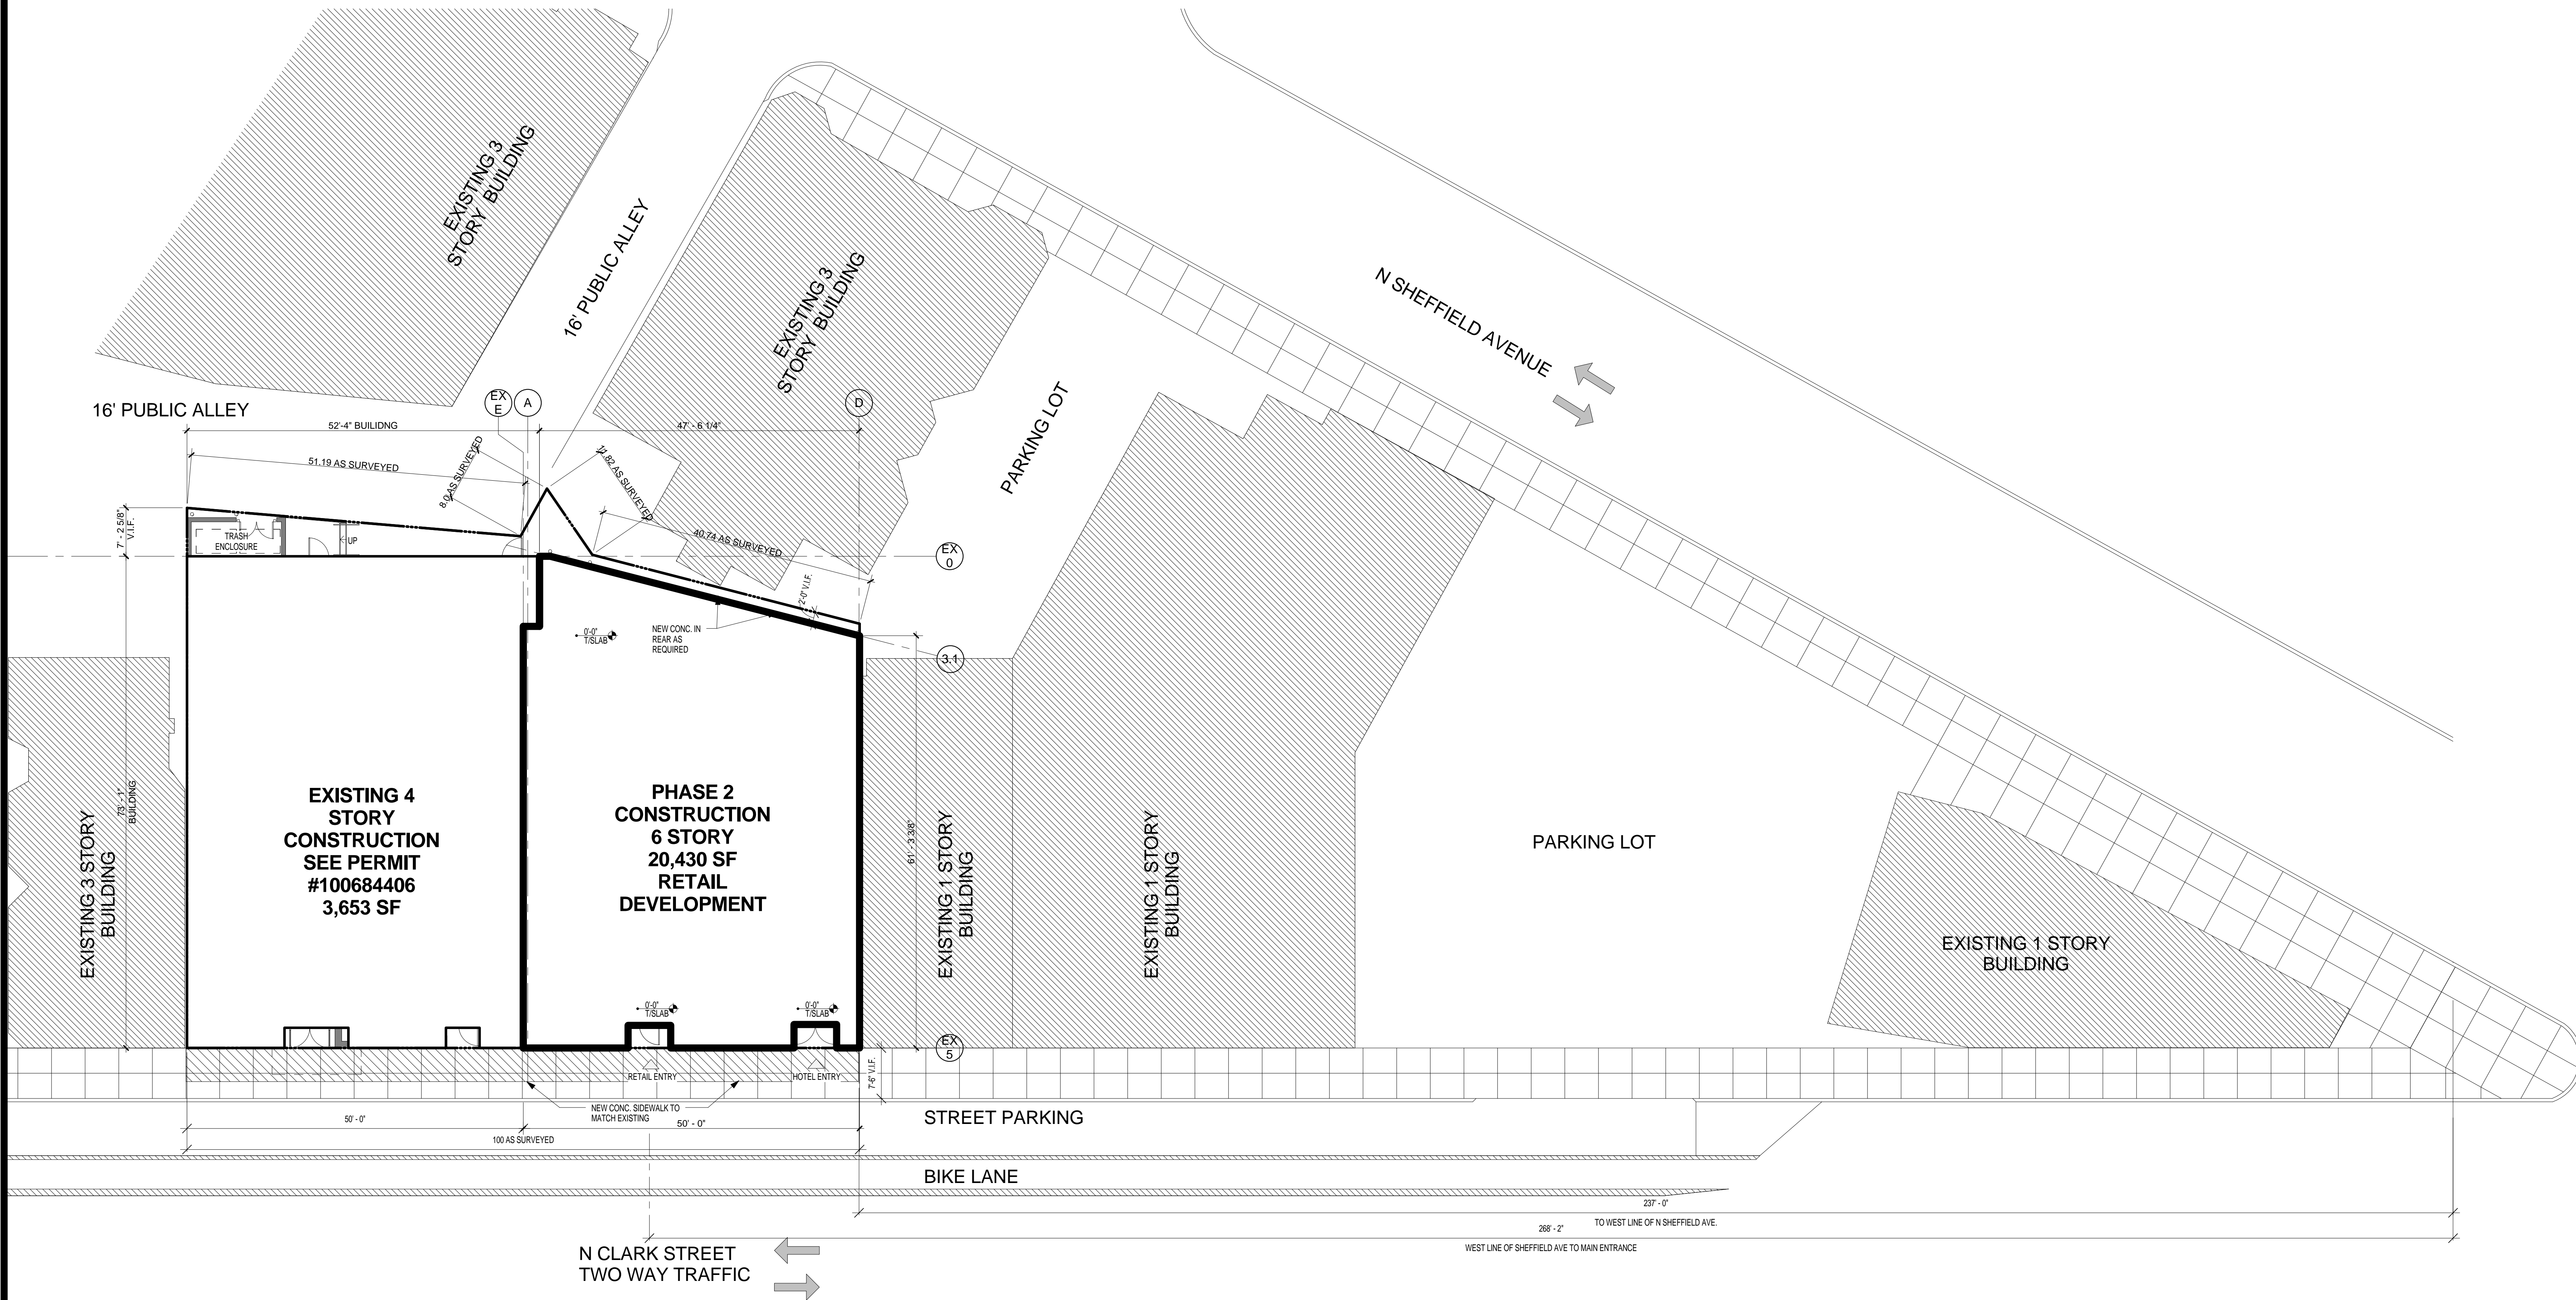 EXISTING 3
STORY BUILDING
16' PUBLIC ALLEY
EXISTING 3
STORY BUILDING
N SHEFFIELD AVENUE
16' PUBLIC ALLEY
EX
E
A
D
PARKING LOT
52'-4" BUILIDNG
47' - 6 1/4"
51.19 AS SURVEYED
8.0 AS SURVEYED
11.82 AS SURVEYED
40.74 AS SURVEYED
7' - 2 5/8"
V.I.F.
TRASH
ENCLOSURE
UP
EX
0
2'-0" V.I.F.
0'-0"
T/SLAB
NEW CONC. IN
REAR AS
REQUIRED
3.1
73' - 1"
BUILDING
EXISTING 3 STORY
BUILDING
EXISTING 4
STORY
CONSTRUCTION
SEE PERMIT
#100684406
3,653 SF
PHASE 2
CONSTRUCTION
6 STORY
20,430 SF
RETAIL
DEVELOPMENT
61' - 3 3/8"
EXISTING 1 STORY
BUILDING
EXISTING 1 STORY
BUILDING
PARKING LOT
EXISTING 1 STORY
BUILDING
0'-0"
T/SLAB
0'-0"
T/SLAB
EX
5
RETAIL ENTRY
HOTEL ENTRY
7'-6" V.I.F.
NEW CONC. SIDEWALK TO
MATCH EXISTING
50' - 0"
50' - 0"
100 AS SURVEYED
STREET PARKING
BIKE LANE
237' - 0"
TO WEST LINE OF N SHEFFIELD AVE.
268' - 2"
WEST LINE OF SHEFFIELD AVE TO MAIN ENTRANCE
N CLARK STREET
TWO WAY TRAFFIC